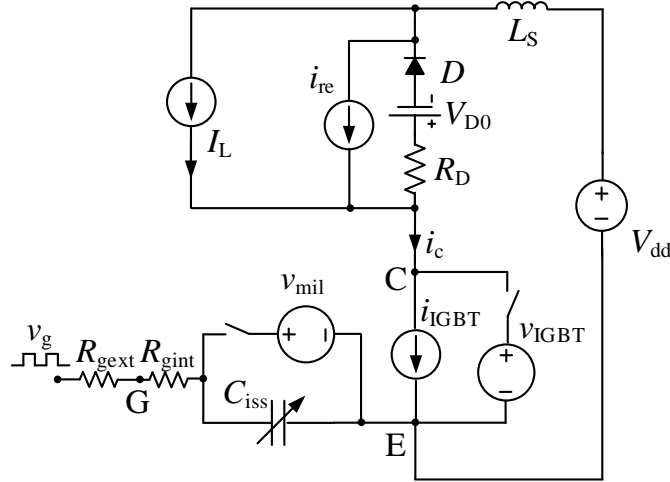 L_S
D
i_re
V_D0
I_L
R_D
+
−
V_dd
i_c
C
v_mil
i_IGBT
v_IGBT
v_g
R_gext
R_gint
+
−
+
−
C_iss
G
E